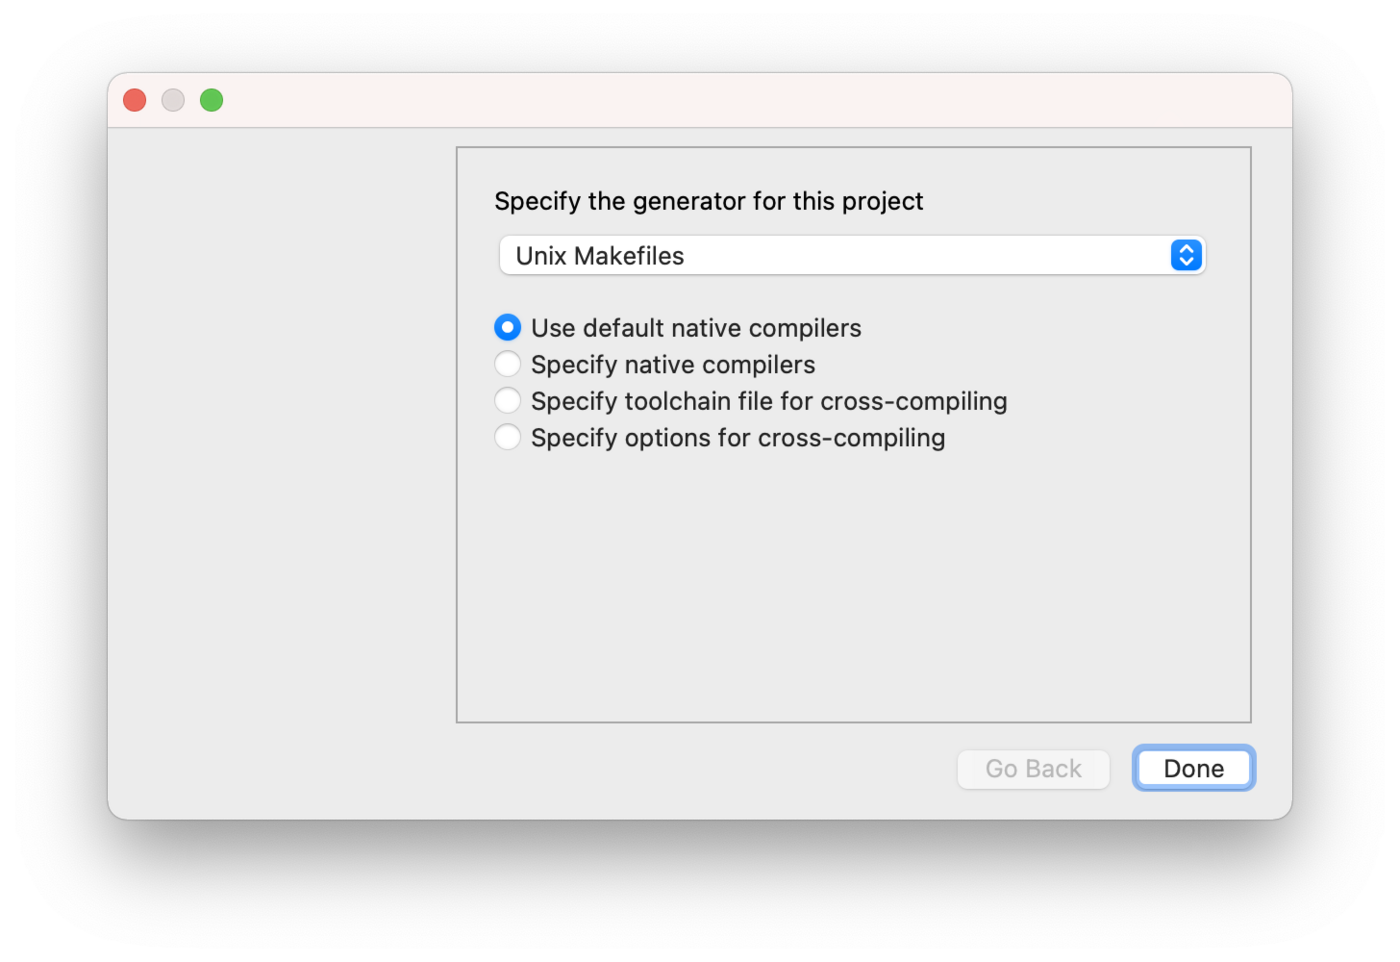 Specify the generator for this project
Unix Makefiles
Use default native compilers
Specify native compilers
Specify toolchain file for cross-compiling
Specify options for cross-compiling
Go Back
Done